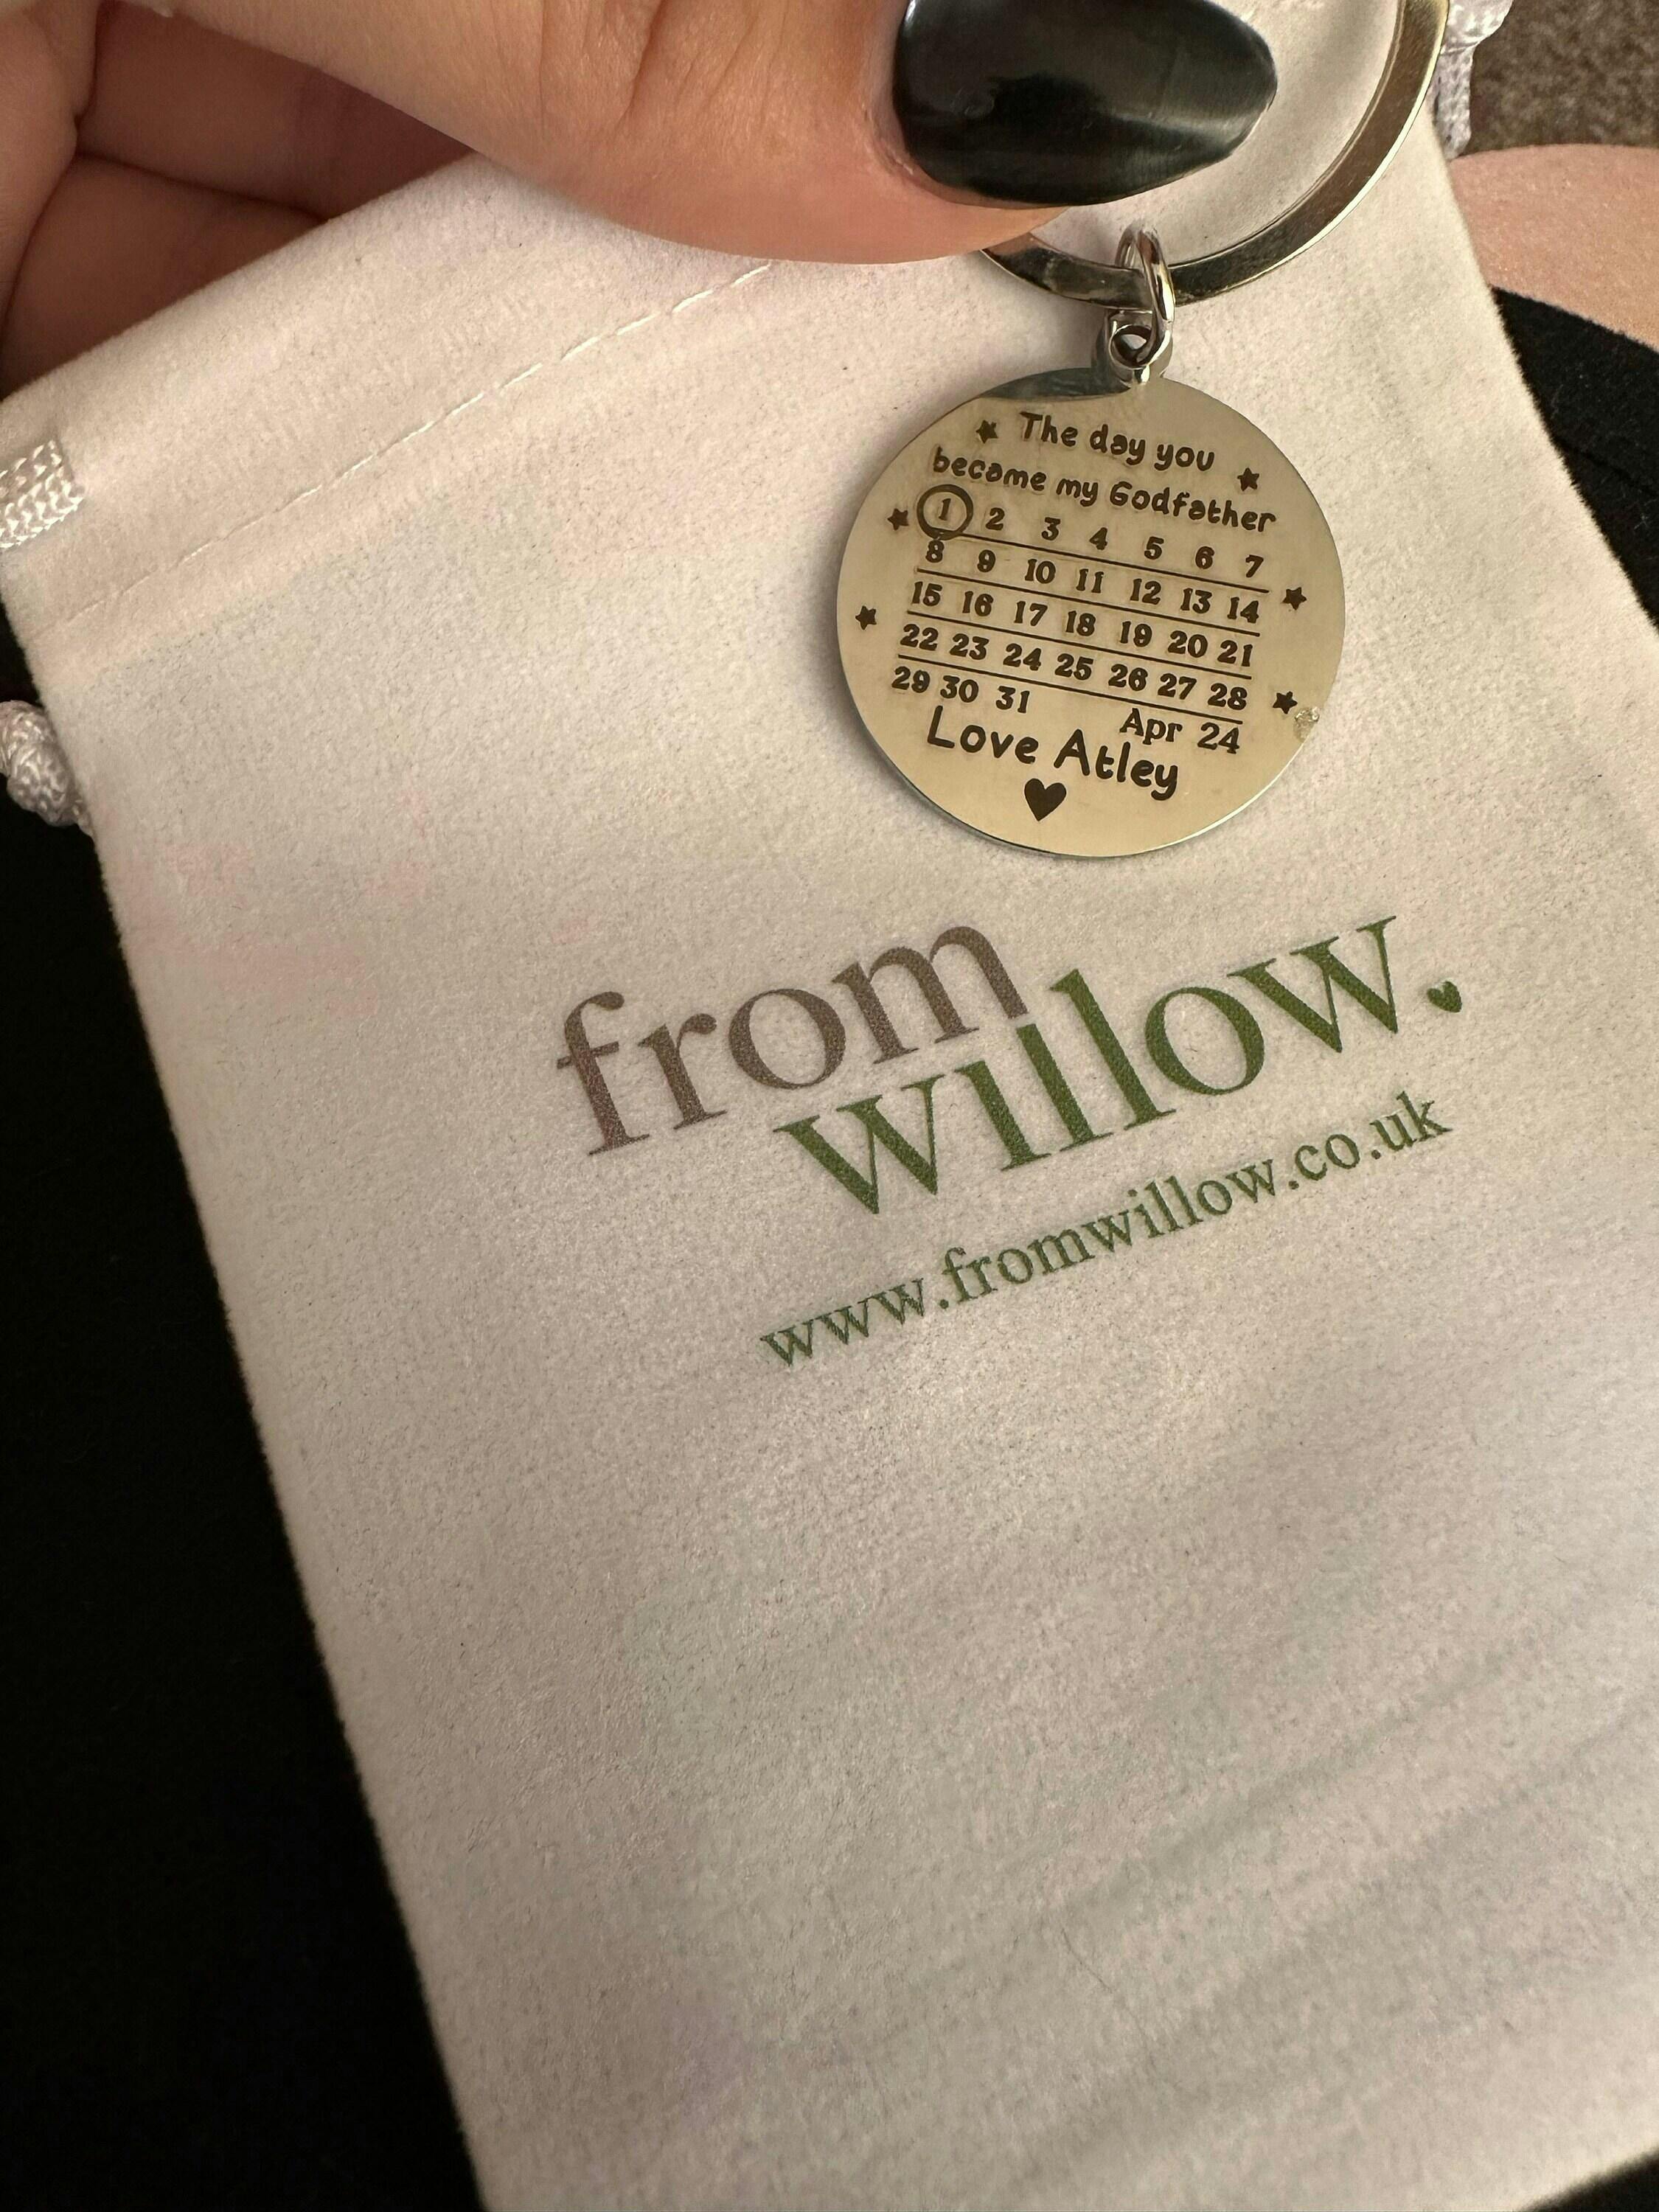 The day you
became my Godfather
1 2 3 4 5 6 7
8 9 10 11 12 13 14
15 16 17 18 19 20 21
22 23 24 25 26 27 28
29 30 31 Apr 24
Love Atley
from
willow.
www.fromwillow.co.uk